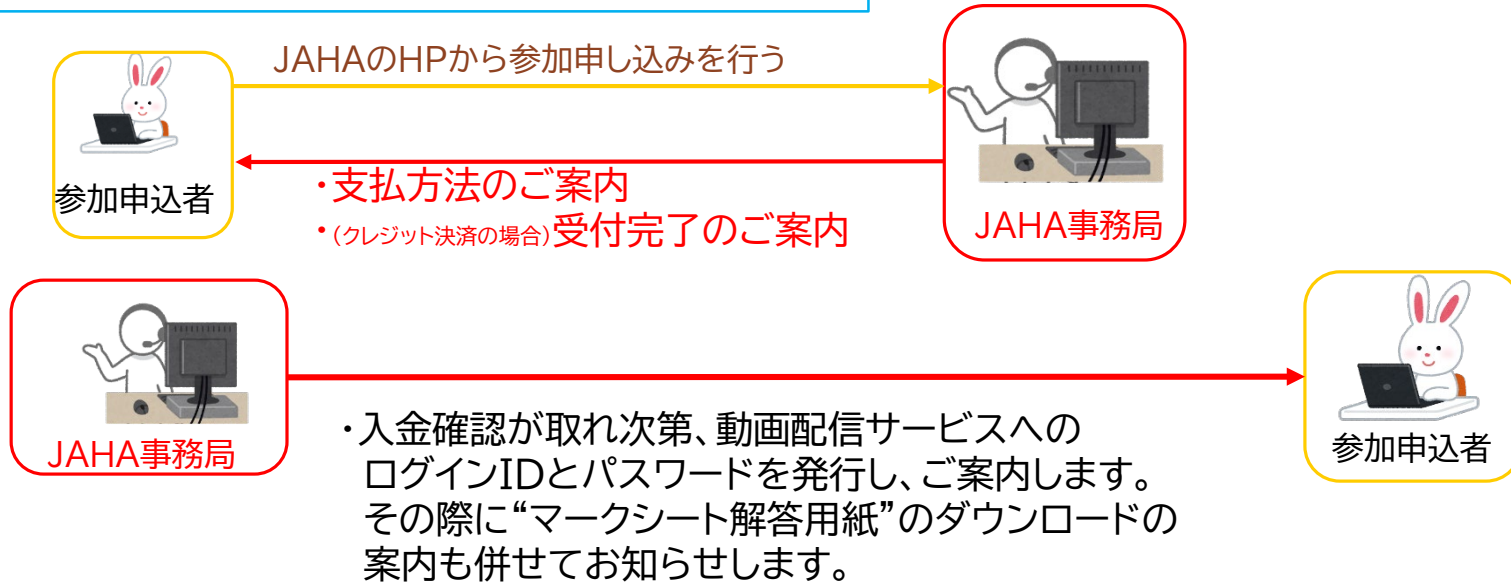 JAHAのHPから参加申し込みを行う
参加申込者
・支払方法のご案内
・(クレジット決済の場合)受付完了のご案内
JAHA事務局
JAHA事務局
・入金確認が取れ次第、動画配信サービスへの
ログインIDとパスワードを発行し、ご案内します。
その際に“マークシート解答用紙”のダウンロードの
案内も併せてお知らせします。
参加申込者